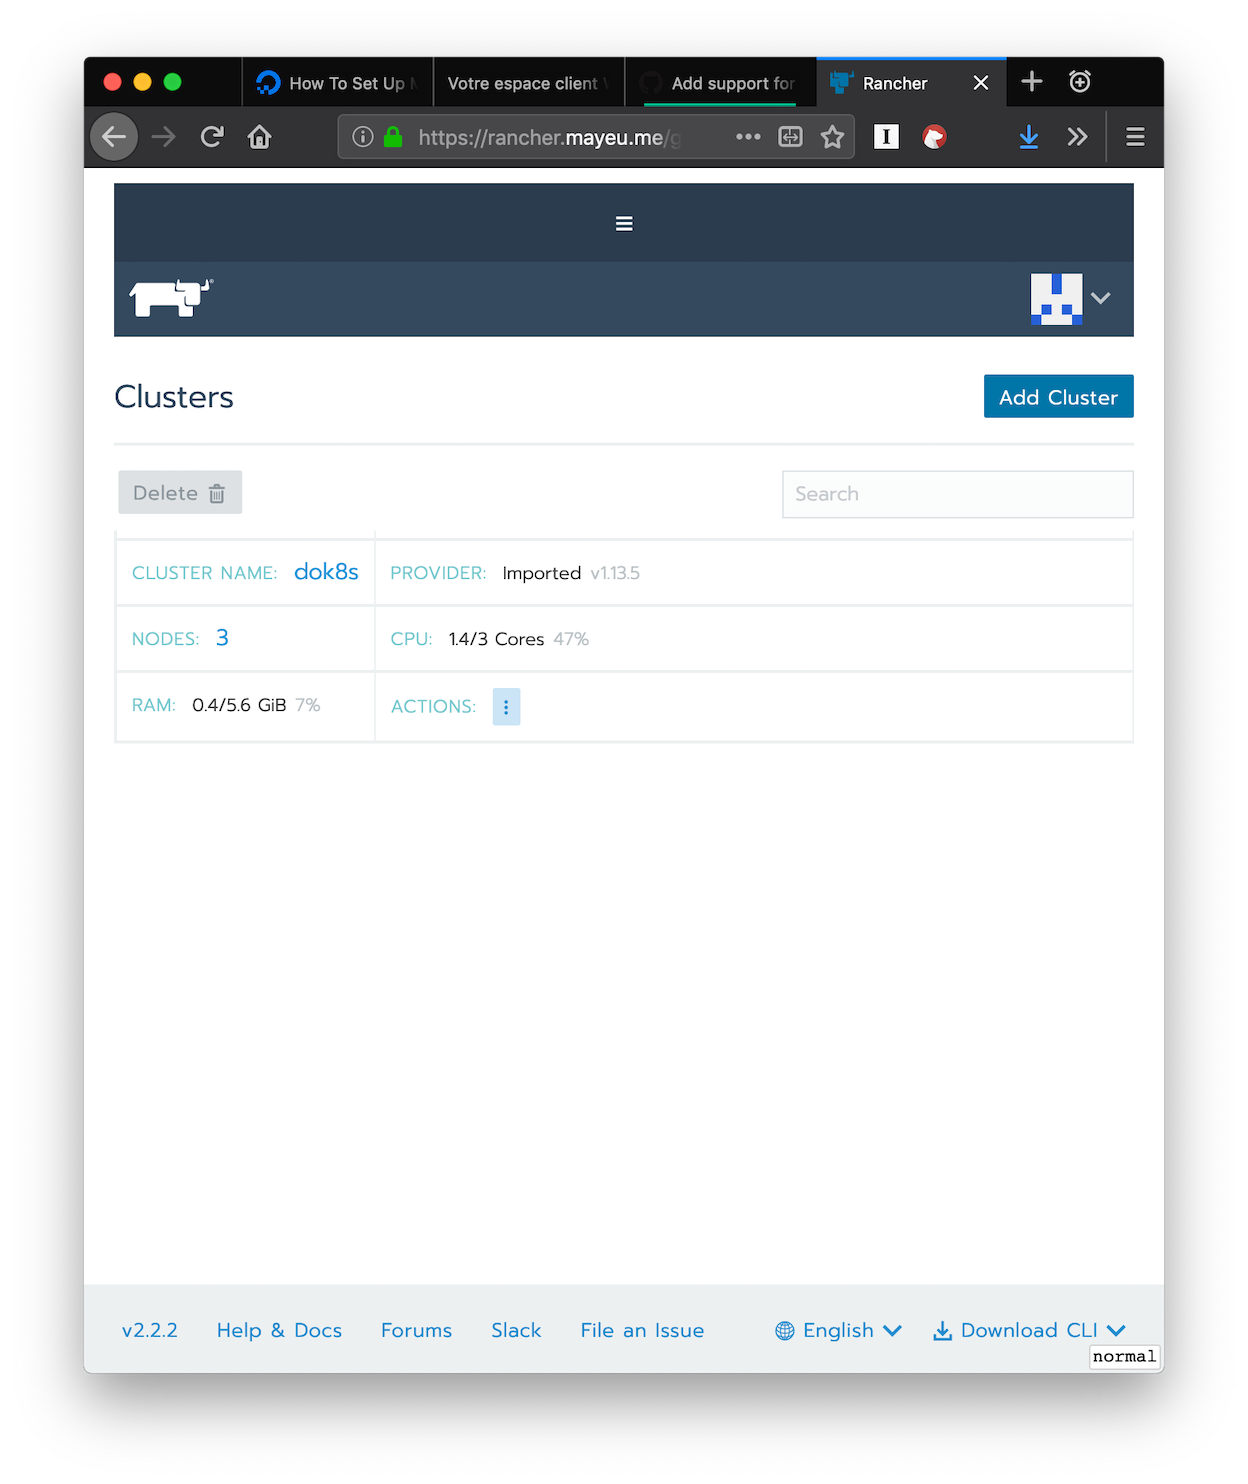 How To Set Up
Votre espace client
Add support for
Rancher
https://rancher.mayeu.me/g
Clusters
Add Cluster
Delete
Search
CLUSTER NAME: dok8s
PROVIDER: Imported v1.13.5
NODES: 3
CPU: 1.4/3 Cores 47%
RAM: 0.4/5.6 GiB 7%
ACTIONS:
v2.2.2
Help & Docs
Forums
Slack
File an Issue
English
Download CLI
normal